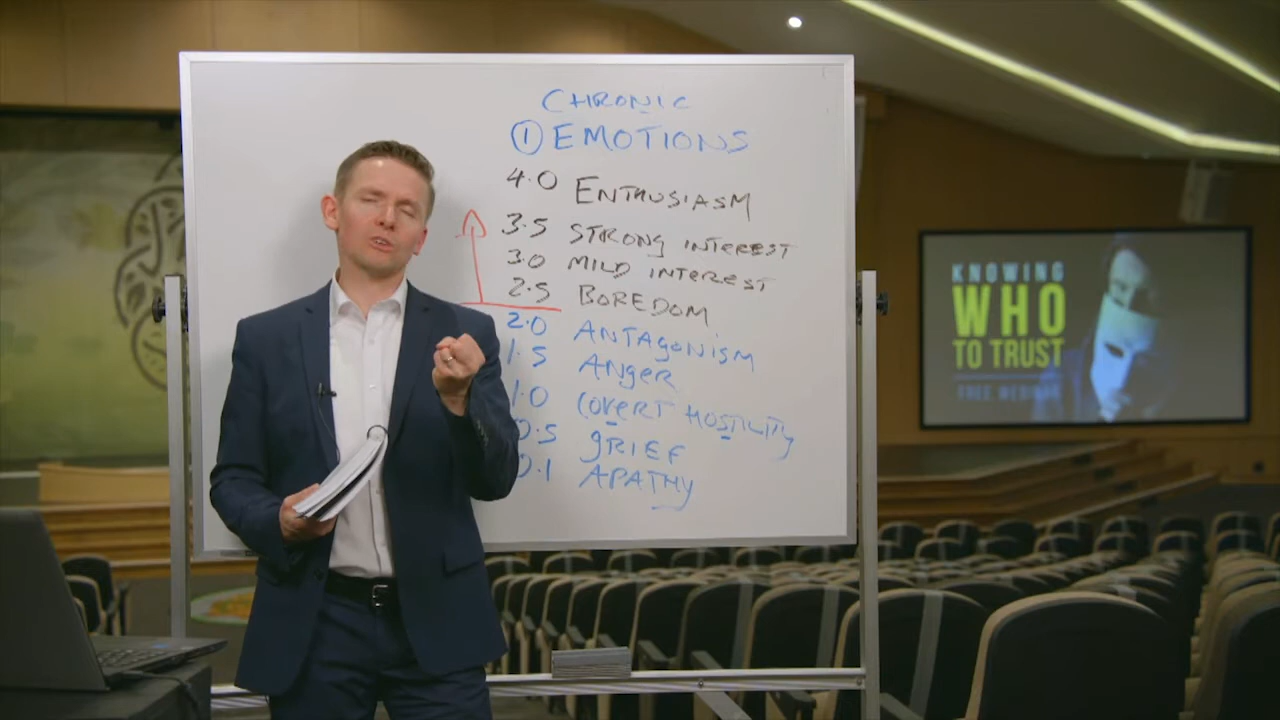 CHRONIC
① EMOTIONS
4.0 ENTHUSIASM
3.5 STRONG INTEREST
3.0 MILD INTEREST
2.5 BOREDOM
2.0 ANTAGONISM
1.5 ANgER
1.0 COVERT HOSTILITY
0.5 gRIEF
0.1 APATHY
KNOWING
WHO
TO TRUST
FREE